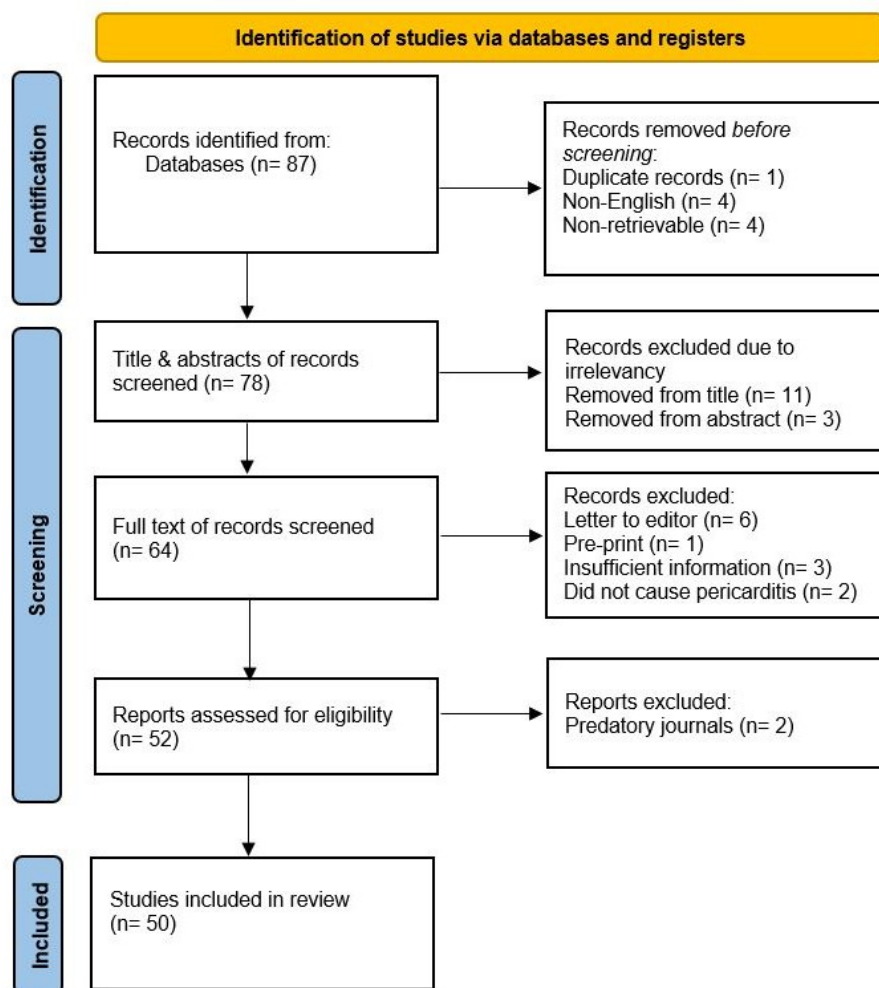 Identification of studies via databases and registers
Identification
Records identified from:
Databases (n= 87)
Records removed before
screening:
Duplicate records (n= 1)
Non-English (n= 4)
Non-retrievable (n= 4)
Screening
Title & abstracts of records
screened (n= 78)
Records excluded due to
irrelevancy
Removed from title (n= 11)
Removed from abstract (n= 3)
Full text of records screened
(n= 64)
Records excluded:
Letter to editor (n= 6)
Pre-print (n= 1)
Insufficient information (n= 3)
Did not cause pericarditis (n= 2)
Reports assessed for eligibility
(n= 52)
Reports excluded:
Predatory journals (n= 2)
Included
Studies included in review
(n= 50)